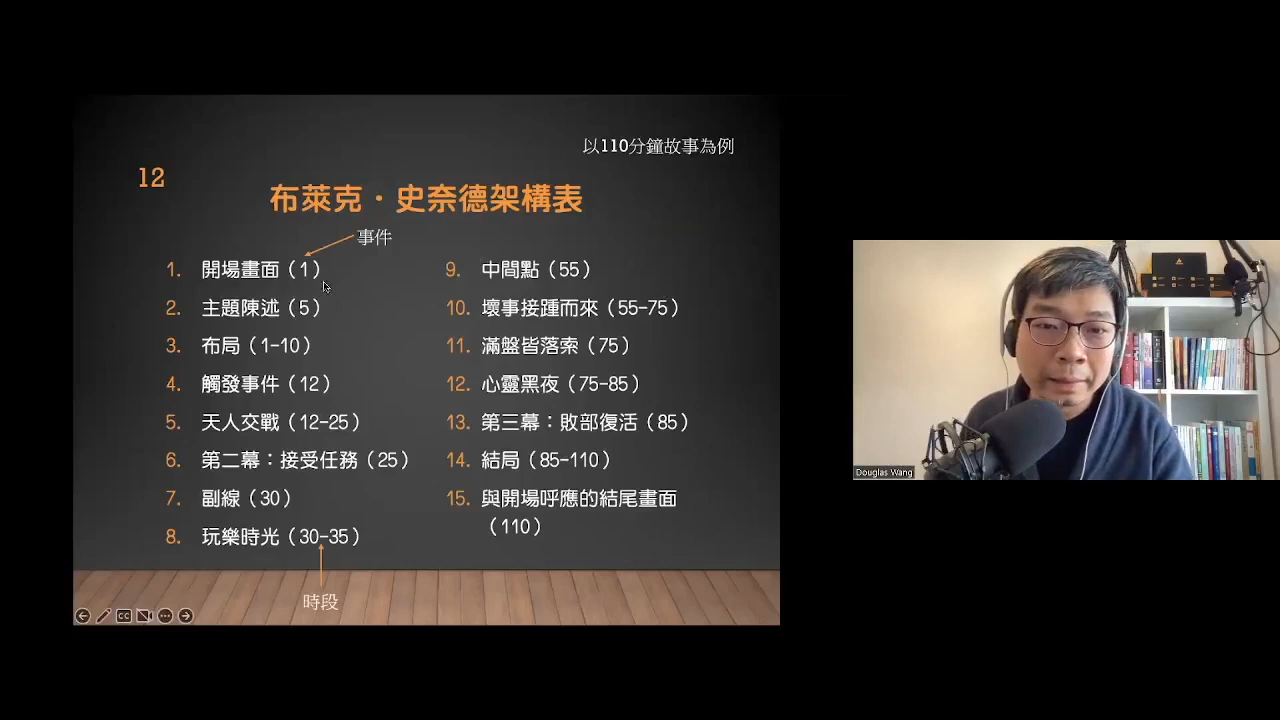 以110分鐘故事為例
12
布萊克·史奈德架構表
事件
1. 開場畫面（1）
2. 主題陳述（5）
3. 布局（1-10）
4. 觸發事件（12）
5. 天人交戰（12-25）
6. 第二幕：接受任務（25）
7. 副線（30）
8. 玩樂時光（30-35）
時段
9. 中間點（55）
10. 壞事接踵而來（55-75）
11. 滿盤皆落索（75）
12. 心靈黑夜（75-85）
13. 第三幕：敗部復活（85）
14. 結局（85-110）
15. 與開場呼應的結尾畫面
（110）
CC
Douglas Wang